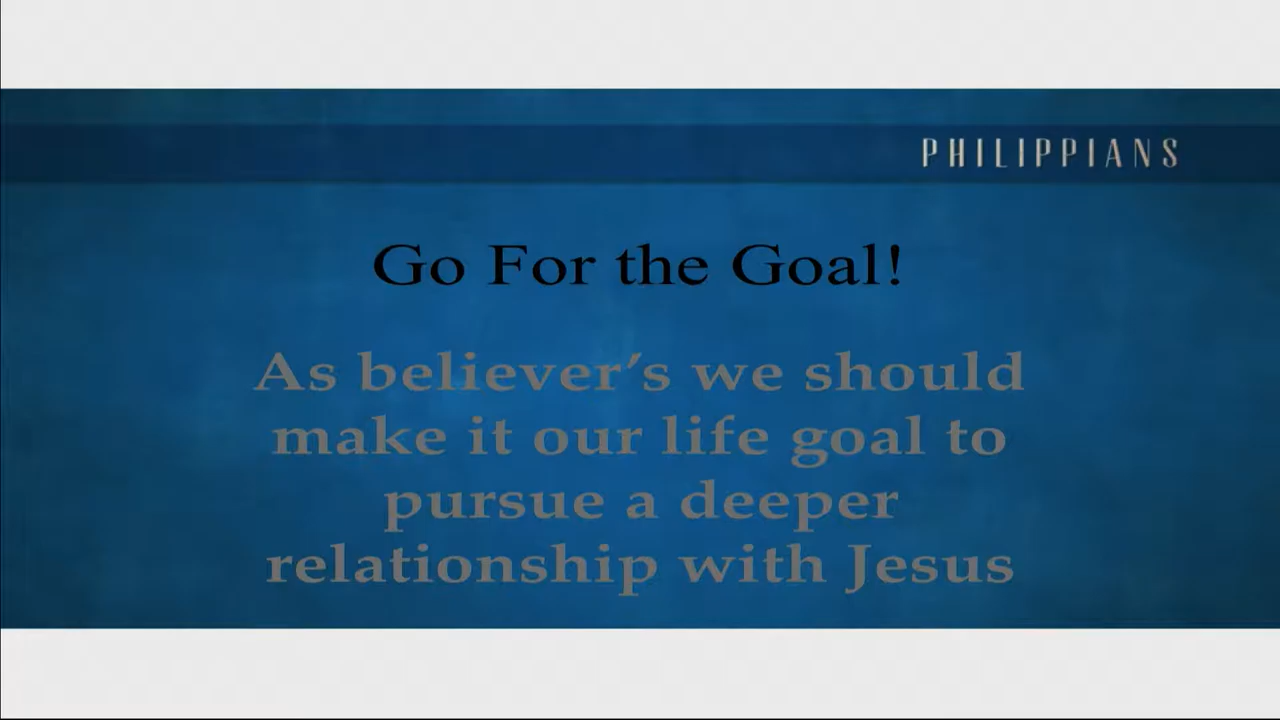 PHILIPPIANS
Go For the Goal!
As believer’s we should
make it our life goal to
pursue a deeper
relationship with Jesus